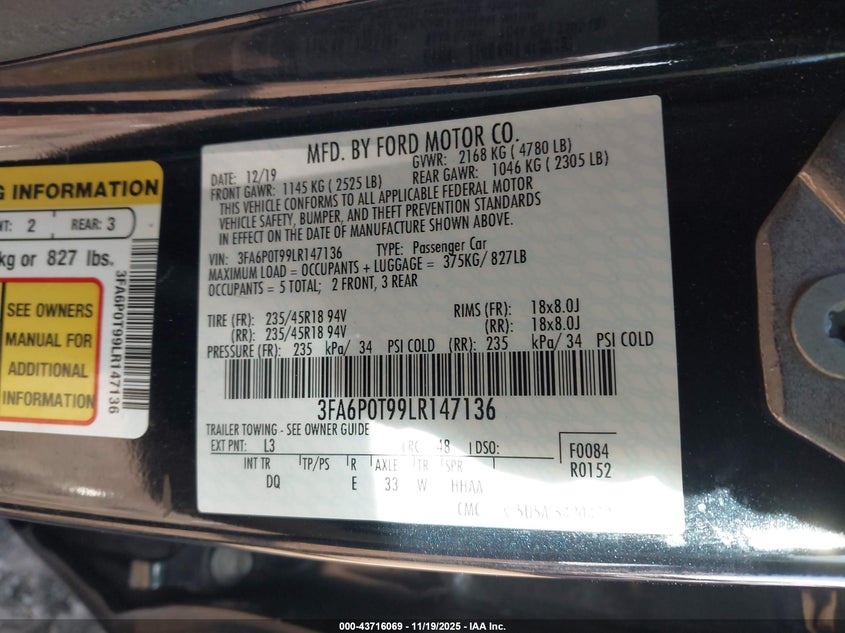 MFD. BY FORD MOTOR CO.
DATE: 12/19 GVWR: 2168 KG ( 4780 LB)
FRONT GAWR: 1145 KG ( 2525 LB) REAR GAWR: 1046 KG ( 2305 LB)
THIS VEHICLE CONFORMS TO ALL APPLICABLE FEDERAL MOTOR
VEHICLE SAFETY, BUMPER, AND THEFT PREVENTION STANDARDS
IN EFFECT ON THE DATE OF MANUFACTURE SHOWN ABOVE.
VIN: 3FA6P0T99LR147136 TYPE: Passenger Car
MAXIMUM LOAD = OCCUPANTS + LUGGAGE = 375KG/ 827LB
OCCUPANTS = 5 TOTAL; 2 FRONT, 3 REAR
TIRE (FR): 235/45R18 94V RIMS (FR): 18x8.0J
(RR): 235/45R18 94V (RR): 18x8.0J
PRESSURE (FR): 235 kPa/ 34 PSI COLD (RR): 235 kPa/ 34 PSI COLD
3FA6P0T99LR147136
TRAILER TOWING - SEE OWNER GUIDE
EXT PNT: L3 RC: 48 DSO: F0084
INT TR TP/PS R AXLE TR SPR R0152
DQ E 33 W HHAA
CMC
G INFORMATION
2 REAR: 3
kg or 827 lbs.
SEE OWNERS
MANUAL FOR
ADDITIONAL
INFORMATION
3FA6P0T99LR147136
000-43716069 — 11/19/2025 — IAA Inc.